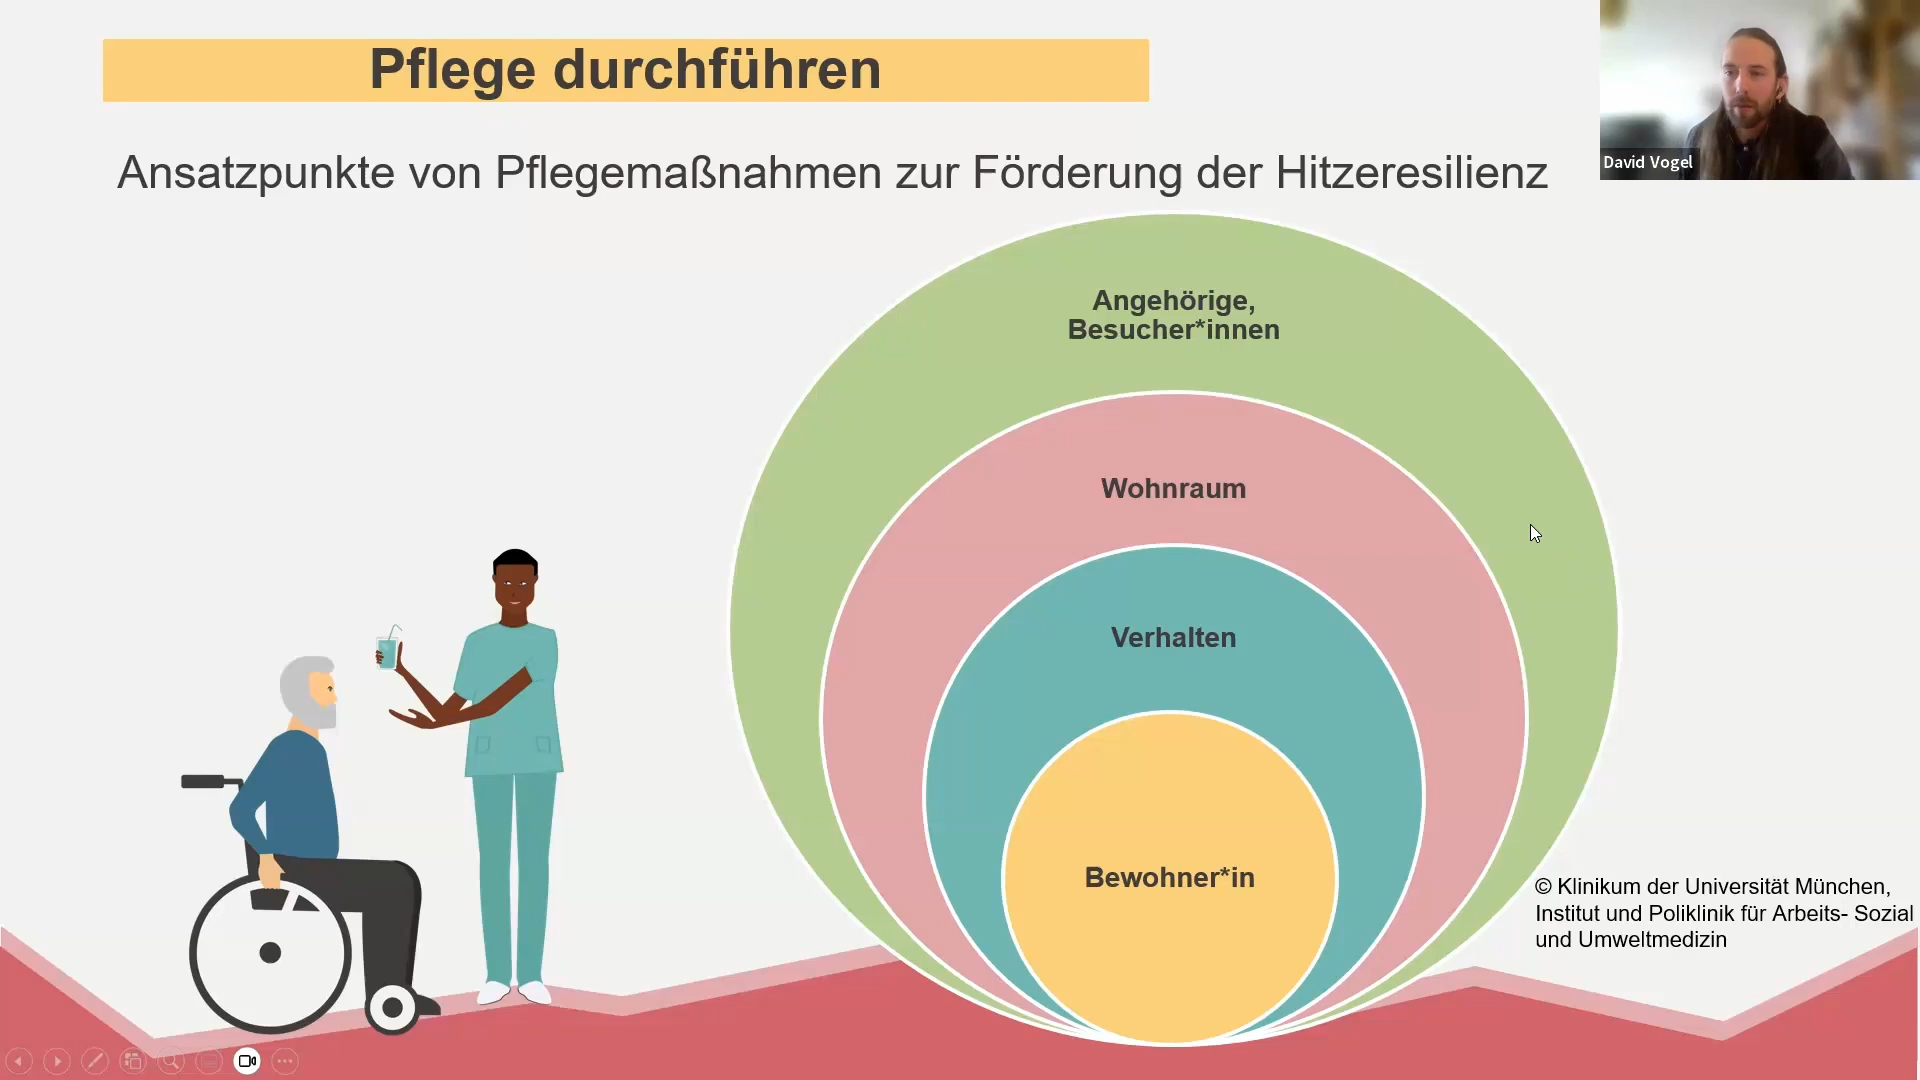 Pflege durchführen
David Vogel
Ansatzpunkte von Pflegemaßnahmen zur Förderung der Hitzeresilienz
Angehörige,
Besucher*innen
Wohnraum
Verhalten
Bewohner*in
© Klinikum der Universität München,
Institut und Poliklinik für Arbeits- Sozial
und Umweltmedizin